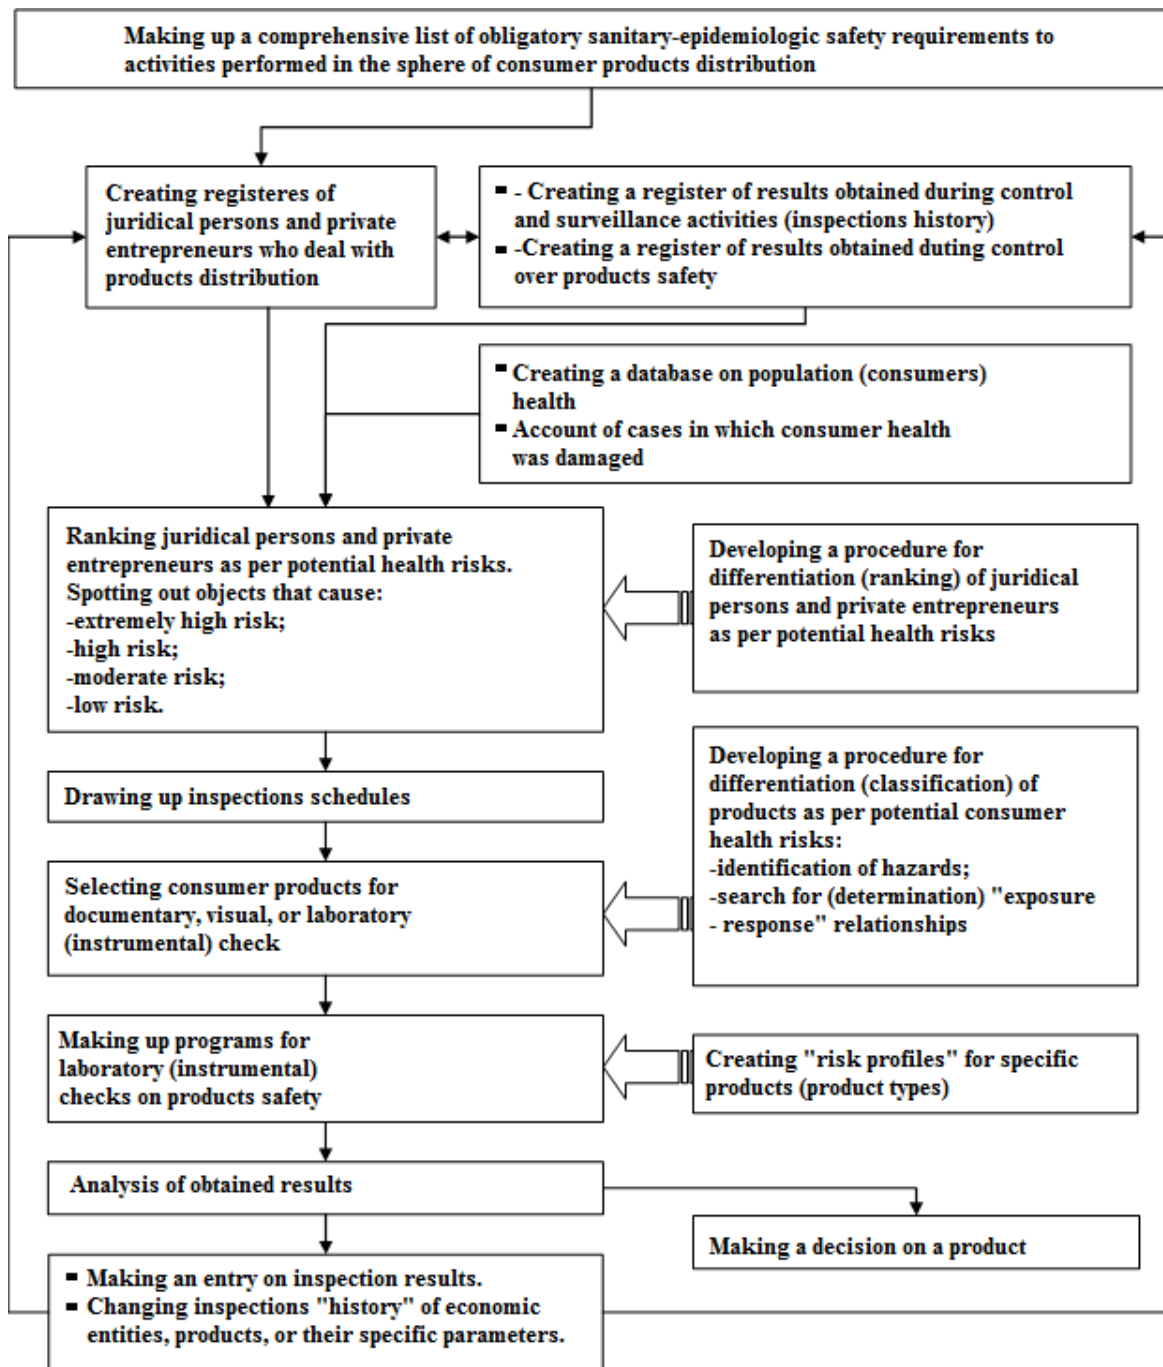 Making up a comprehensive list of obligatory sanitary-epidemiologic safety requirements to
activities performed in the sphere of consumer products distribution
Creating registeres of
juridical persons and private
entrepreneurs who deal with
products distribution
- Creating a register of results obtained during control
and surveillance activities (inspections history)
-Creating a register of results obtained duting control
over products safety
Creating a database on population (consumers)
health
Account of cases in which consumer health
was damaged
Ranking juridical persons and private
entrepreneurs as per potential health risks.
Spotting out objects that cause:
-extremely high risk;
-high risk;
-moderate risk;
-low risk.
Developing a procedure for
differentiation (ranking) of juridical
persons and private entrepreneurs
as per potential health risks
Drawing up inspections schedules
Developing a procedure for
differentiation (classification) of
products as per potential consumer
health risks:
-identification of hazards;
-search for (determination) "exposure
- response" relationships
Selecting consumer products for
documentary, visual, or laboratory
(instrumental) check
Making up programs for
laboratory (instrumental)
checks on products safety
Creating "risk profiles" for specific
products (product types)
Analysis of obtained results
Making a decision on a product
Making an entry on inspection results.
Changing inspections "history" of economic
entities, products, or their specific parameters.